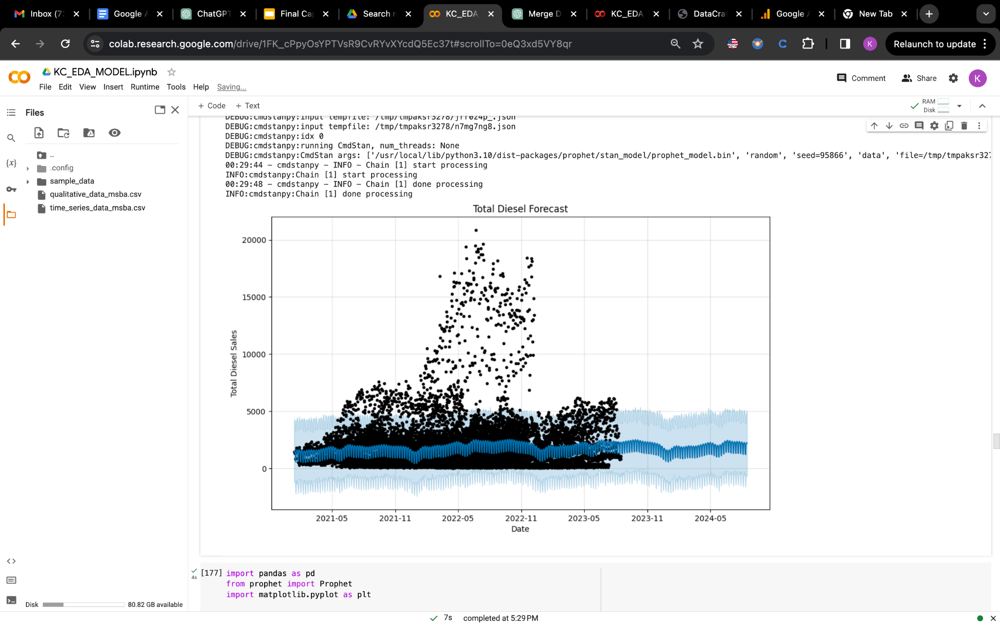 Inbox (7
Google A
ChatGPT
Final Ca
Search r
KC_EDA_
Merge D
KC_EDA_
DataCra
Google A
New Tab
colab.research.google.com/drive/1FK_cPpyOsYPTVsR9CvRYvXYcdQ5Ec37t#scrollTo=0eQ3xd5VY8qr
K
Relaunch to update
KC_EDA_MODEL.ipynb
File Edit View Insert Runtime Tools Help Saving...
Comment
Share
K
Files
+ Code + Text
RAM
Disk
..
.config
sample_data
qualitative_data_msba.csv
time_series_data_msba.csv
{x}
DEBUG:cmdstanpy:input tempfile: /tmp/tmpaksr3278/jrr0z4p_.json
DEBUG:cmdstanpy:input tempfile: /tmp/tmpaksr3278/n7mg7ng8.json
DEBUG:cmdstanpy:idx 0
DEBUG:cmdstanpy:running CmdStan, num_threads: None
DEBUG:cmdstanpy:CmdStan args: ['/usr/local/lib/python3.10/dist-packages/prophet/stan_model/prophet_model.bin', 'random', 'seed=95866', 'data', 'file=/tmp/tmpaksr327
00:29:44 - cmdstanpy - INFO - Chain [1] start processing
INFO:cmdstanpy:Chain [1] start processing
00:29:48 - cmdstanpy - INFO - Chain [1] done processing
INFO:cmdstanpy:Chain [1] done processing
Total Diesel Forecast
20000
15000
10000
5000
0
Total Diesel Sales
2021-05 2021-11 2022-05 2022-11 2023-05 2023-11 2024-05
Date
4s
[177] import pandas as pd
from prophet import Prophet
import matplotlib.pyplot as plt
Disk 80.82 GB available
7s completed at 5:29 PM